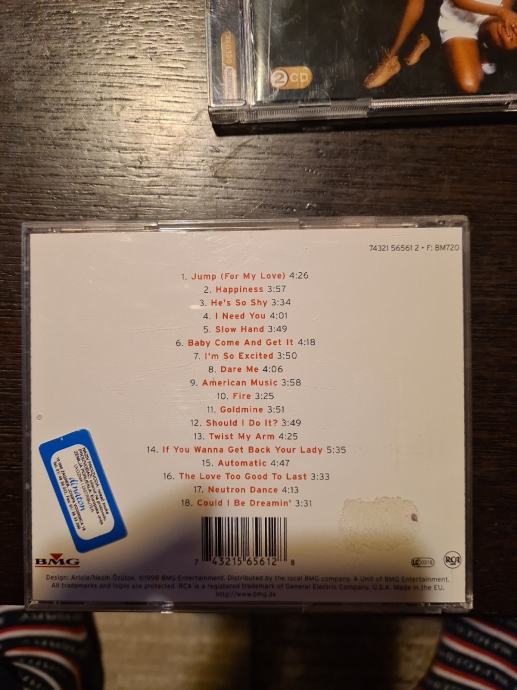 2 CD
74321 56561 2 • F: BM720
1. Jump (For My Love) 4:26
2. Happiness 3:57
3. He's So Shy 3:34
4. I Need You 4:01
5. Slow Hand 3:49
6. Baby Come And Get It 4:18
7. I'm So Excited 3:50
8. Dare Me 4:06
9. American Music 3:58
10. Fire 3:25
11. Goldmine 3:51
12. Should I Do It? 3:49
13. Twist My Arm 4:25
14. If You Wanna Get Back Your Lady 5:35
15. Automatic 4:47
16. The Love Too Good To Last 3:33
17. Neutron Dance 4:13
18. Could I Be Dreamin' 3:31
7 43215 65612 8
BMG
RCA
Design: Ariola/Nezih Özütok. ©1998 BMG Entertainment. Distributed by the local BMG company. A Unit of BMG Entertainment.
All trademarks and logos are protected. RCA is a registered trademark of General Electric Company, U.S.A. Made in the EU.
http://www.bmg.de